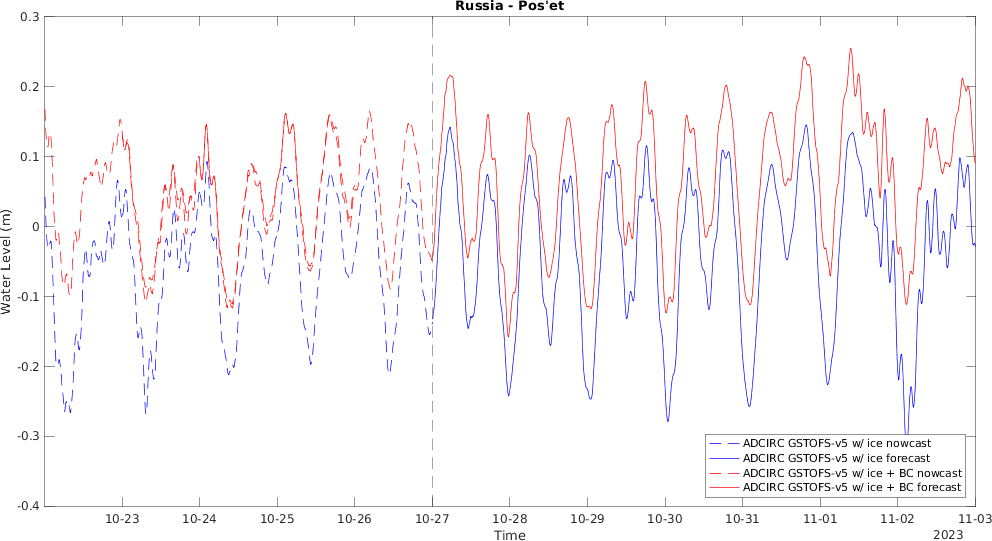 Russia - Pos'et
Water Level (m)
0.3
0.2
0.1
0
-0.1
-0.2
-0.3
-0.4
ADCIRC GSTOFS-v5 w/ ice nowcast
ADCIRC GSTOFS-v5 w/ ice forecast
ADCIRC GSTOFS-v5 w/ ice + BC nowcast
ADCIRC GSTOFS-v5 w/ ice + BC forecast
10-23 10-24 10-25 10-26 10-27 10-28 10-29 10-30 10-31 11-01 11-02 11-03
Time
2023